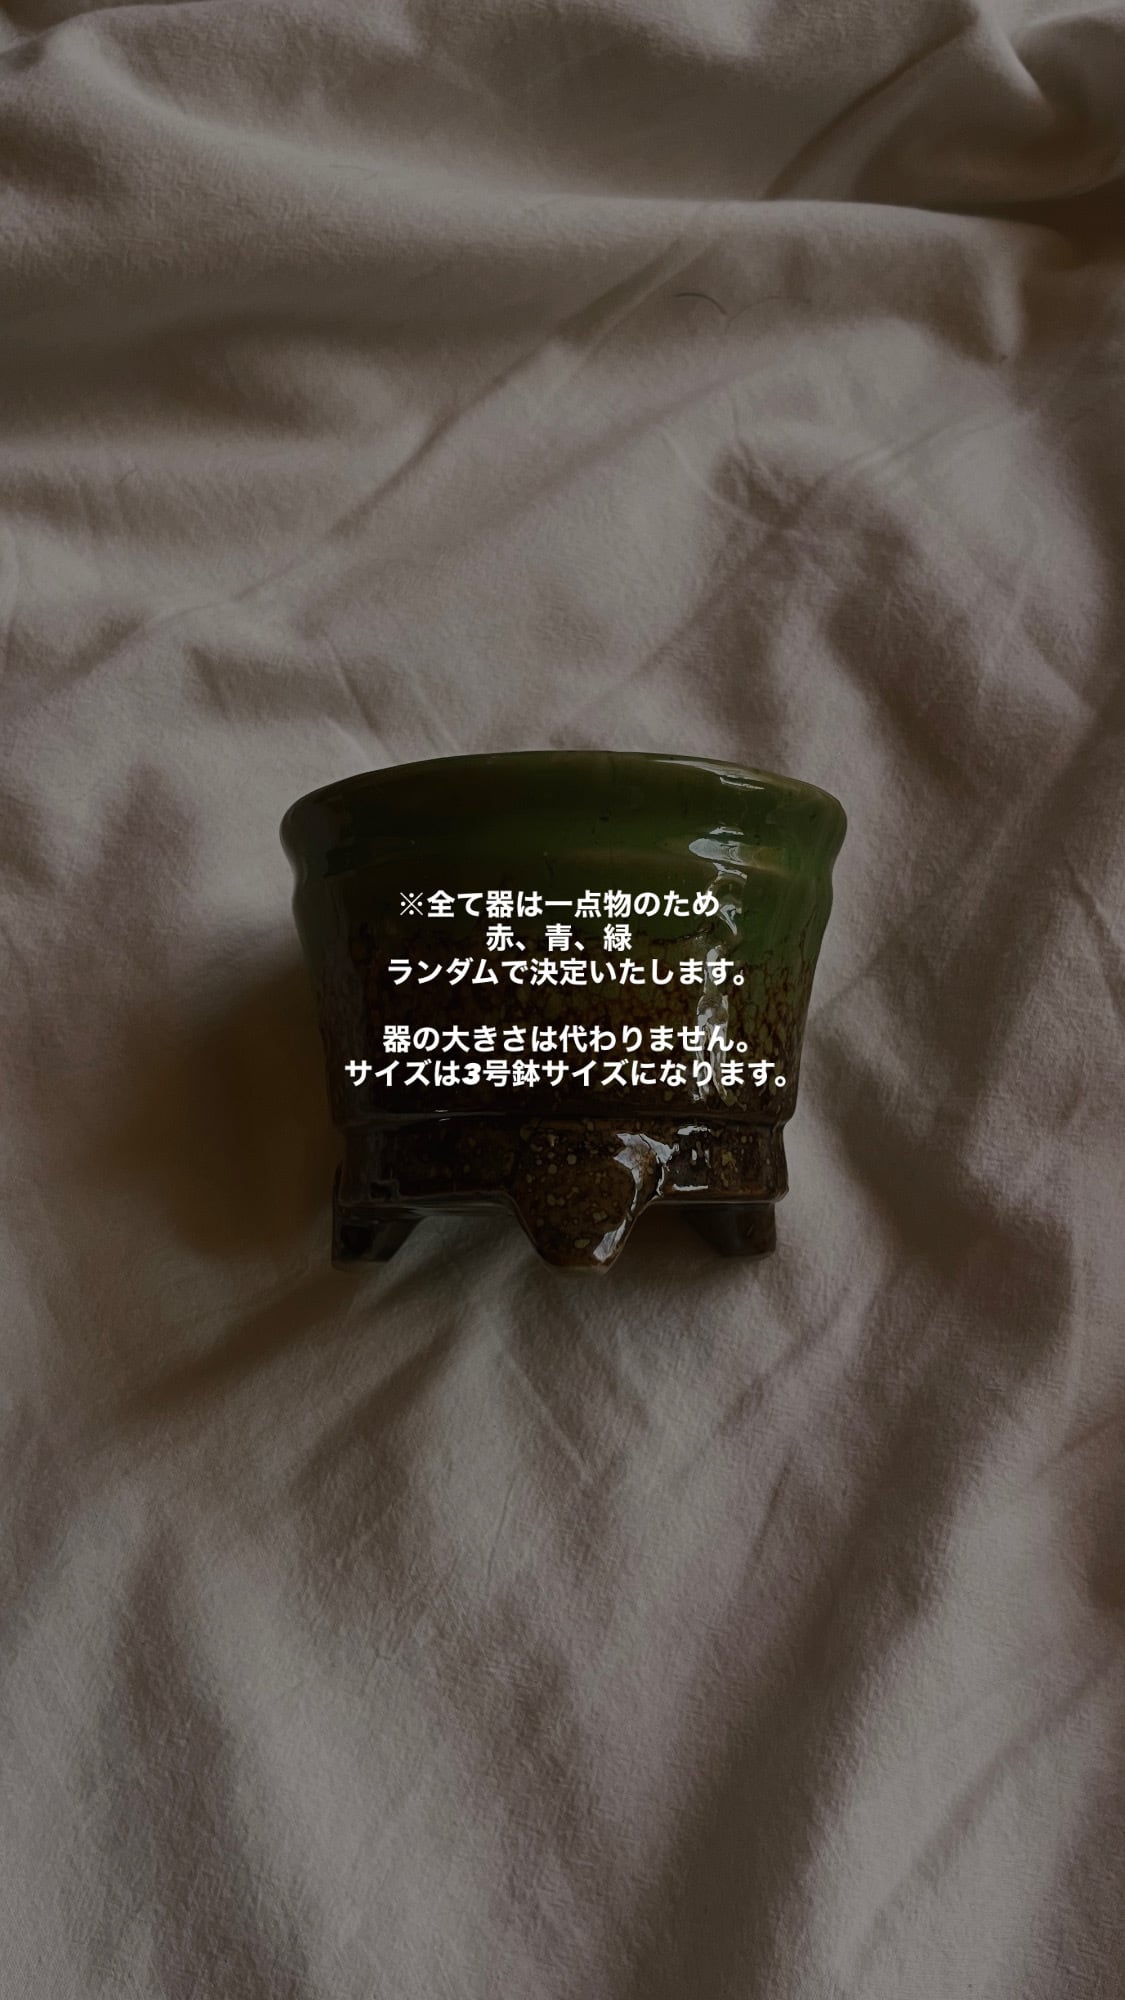 ※全て器は一点物のため
赤、青、緑
ランダムで決定いたします。
器の大きさは代わりません。
サイズは3号鉢サイズになります。